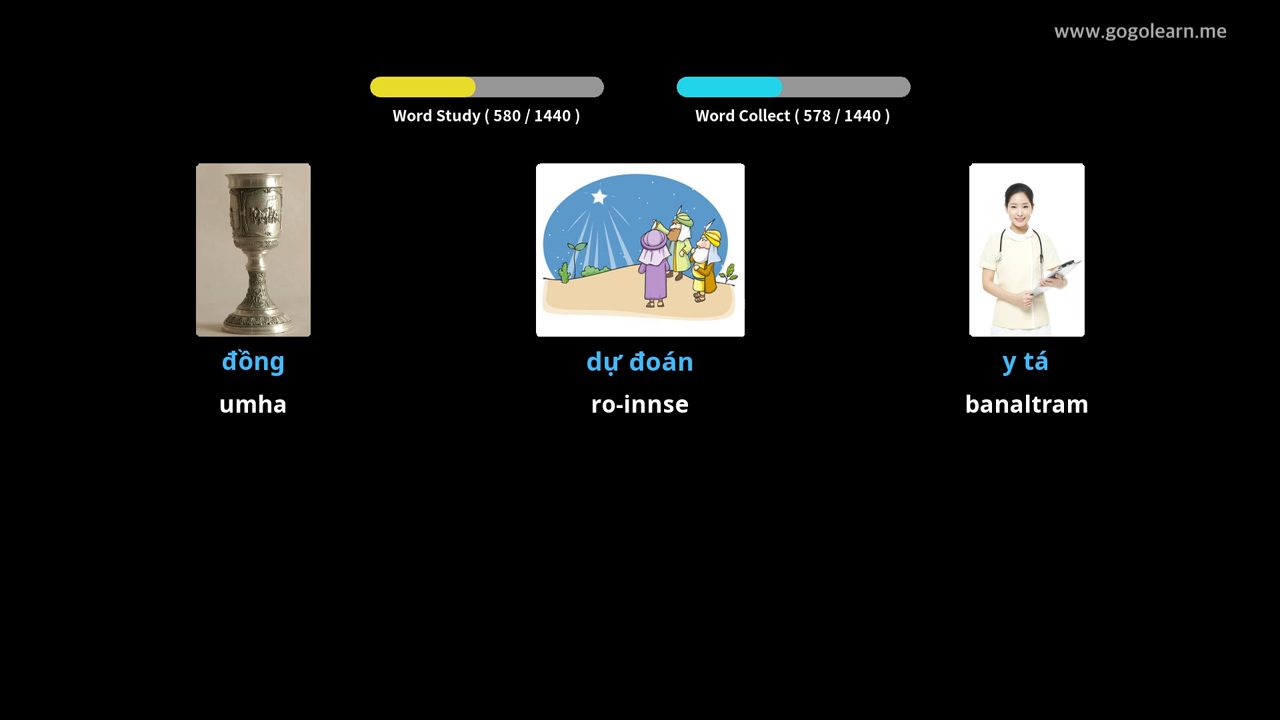 www.gogolearn.me
Word Study ( 580 / 1440 )
Word Collect ( 578 / 1440 )
đồng
dự đoán
y tá
umha
ro-innse
banaltram